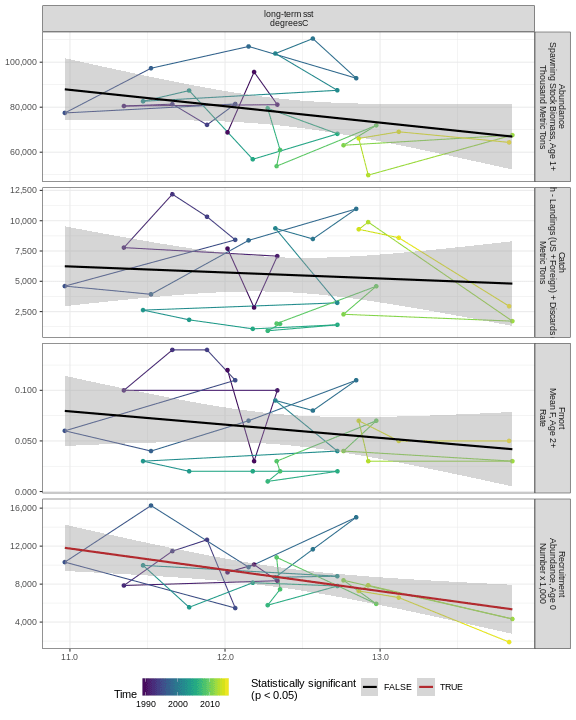 long-term sst
degreesC
100,000
80,000
60,000
Abundance
Spawning Stock Biomass, Age 1+
Thousand Metric Tons
12,500
10,000
7,500
5,000
2,500
Catch
h - Landings (US +Foreign) + Discards
Metric Tons
0.100
0.050
0.000
Fmort
Mean F, Age 2+
Rate
16,000
12,000
8,000
4,000
Recruitment
Abundance, Age 0
Number x 1,000
11.0 12.0 13.0
Time
1990 2000 2010
Statistically significant
(p < 0.05)
FALSE
TRUE